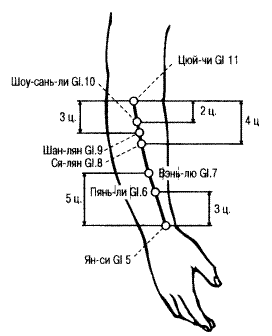 Цюй-чи GI 11
Шоу-сань-ли GI.10
3 ц.
2 ц.
4 ц.
Шан-лян GI.9
Ся-лян GI.8
Вэнь-лю GI.7
Пянь-ли GI.6
5 ц.
3 ц.
Ян-си GI 5